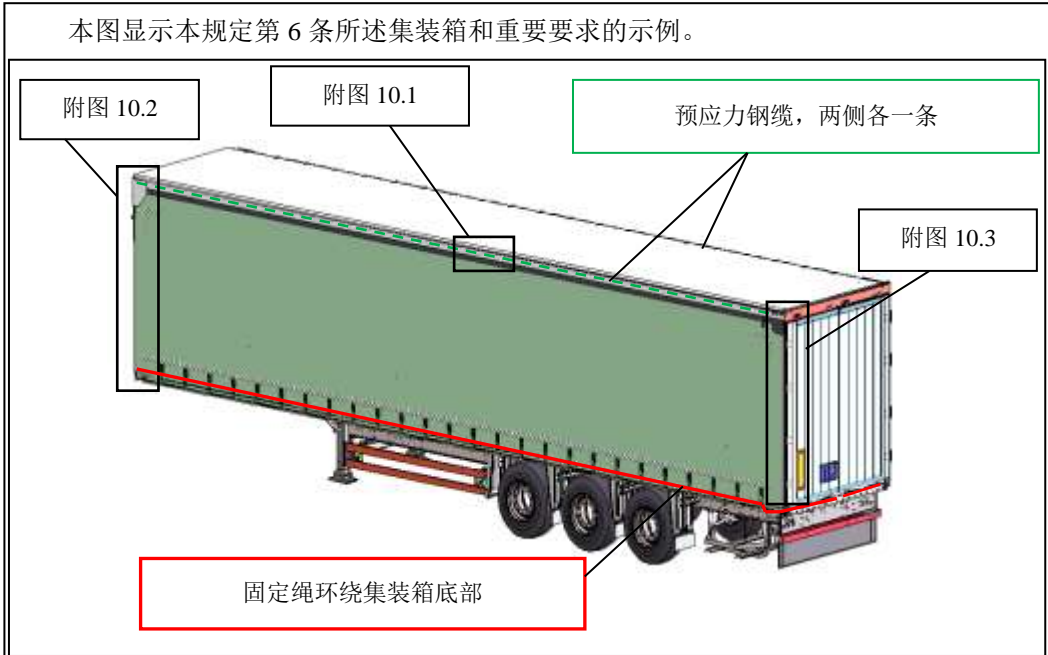 本图显示本规定第 6 条所述集装箱和重要要求的示例。
附图 10.2
附图 10.1
预应力钢缆，两侧各一条
附图 10.3
固定绳环绕集装箱底部